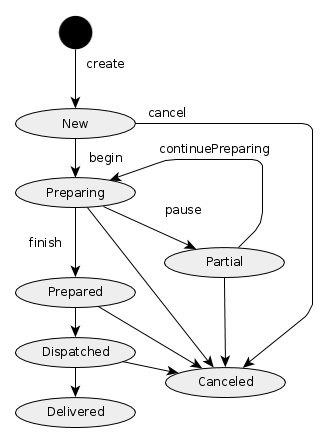 create
New
cancel
begin
continuePreparing
Preparing
pause
finish
Partial
Prepared
Dispatched
Canceled
Delivered